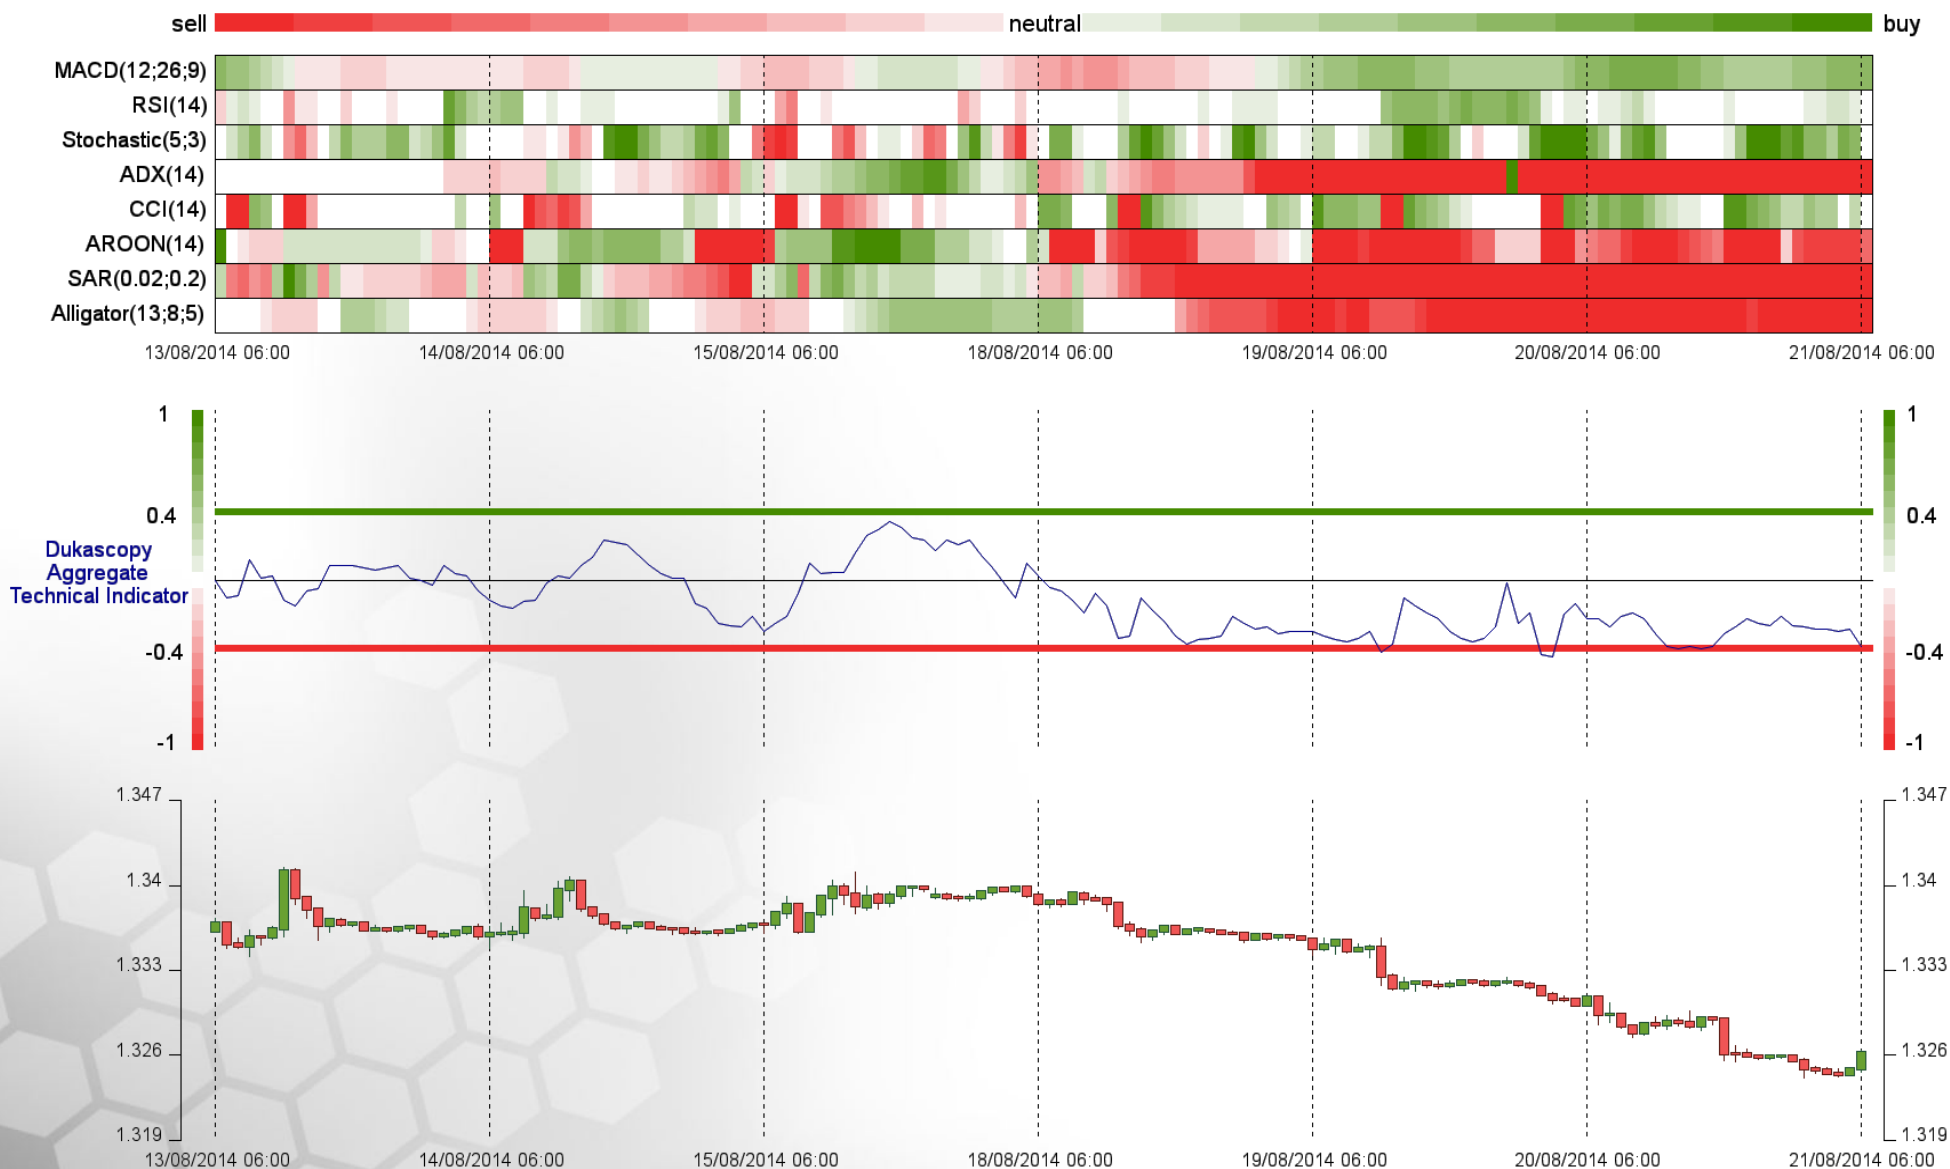 sell neutral buy
MACD(12;26;9)
RSI(14)
Stochastic(5;3)
ADX(14)
CCI(14)
AROON(14)
SAR(0.02;0.2)
Alligator(13;8;5)
13/08/2014 06:00 14/08/2014 06:00 15/08/2014 06:00 18/08/2014 06:00 19/08/2014 06:00 20/08/2014 06:00 21/08/2014 06:00
1 1
0.4 0.4
Dukascopy
Aggregate
Technical Indicator
-0.4 -0.4
-1 -1
1.347 1.347
1.34 1.34
1.333 1.333
1.326 1.326
1.319 1.319
13/08/2014 06:00 14/08/2014 06:00 15/08/2014 06:00 18/08/2014 06:00 19/08/2014 06:00 20/08/2014 06:00 21/08/2014 06:00